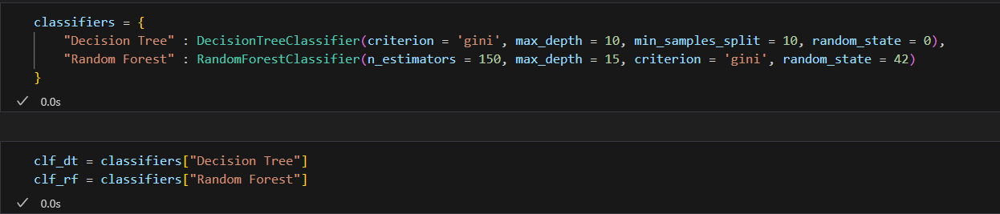 classifiers = {
    "Decision Tree" : DecisionTreeClassifier(criterion = 'gini', max_depth = 10, min_samples_split = 10, random_state = 0),
    "Random Forest" : RandomForestClassifier(n_estimators = 150, max_depth = 15, criterion = 'gini', random_state = 42)
}
0.0s
clf_dt = classifiers["Decision Tree"]
clf_rf = classifiers["Random Forest"]
0.0s